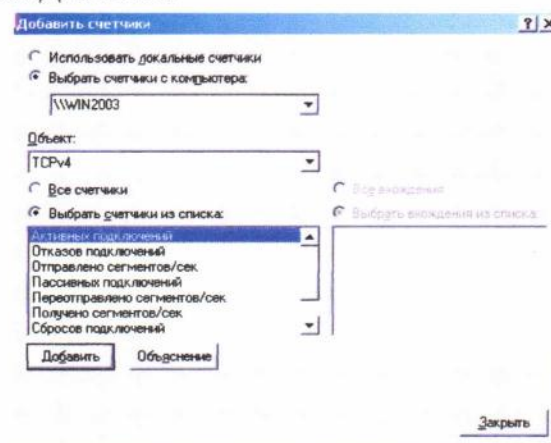 Добавить счетчики
Использовать локальные счетчики
Выбрать счетчики с компьютера:
\\WIN2003
Объект:
TCPv4
Все счетчики
Все вхождения
Выбрать счетчики из списка:
Выбрать вхождения из списка:
Активных подключений
Отказов подключений
Отправлено сегментов/сек
Пассивных подключений
Переотправлено сегментов/сек
Получено сегментов/сек
Сбросов подключений
Добавить
Объяснение
Закрыть